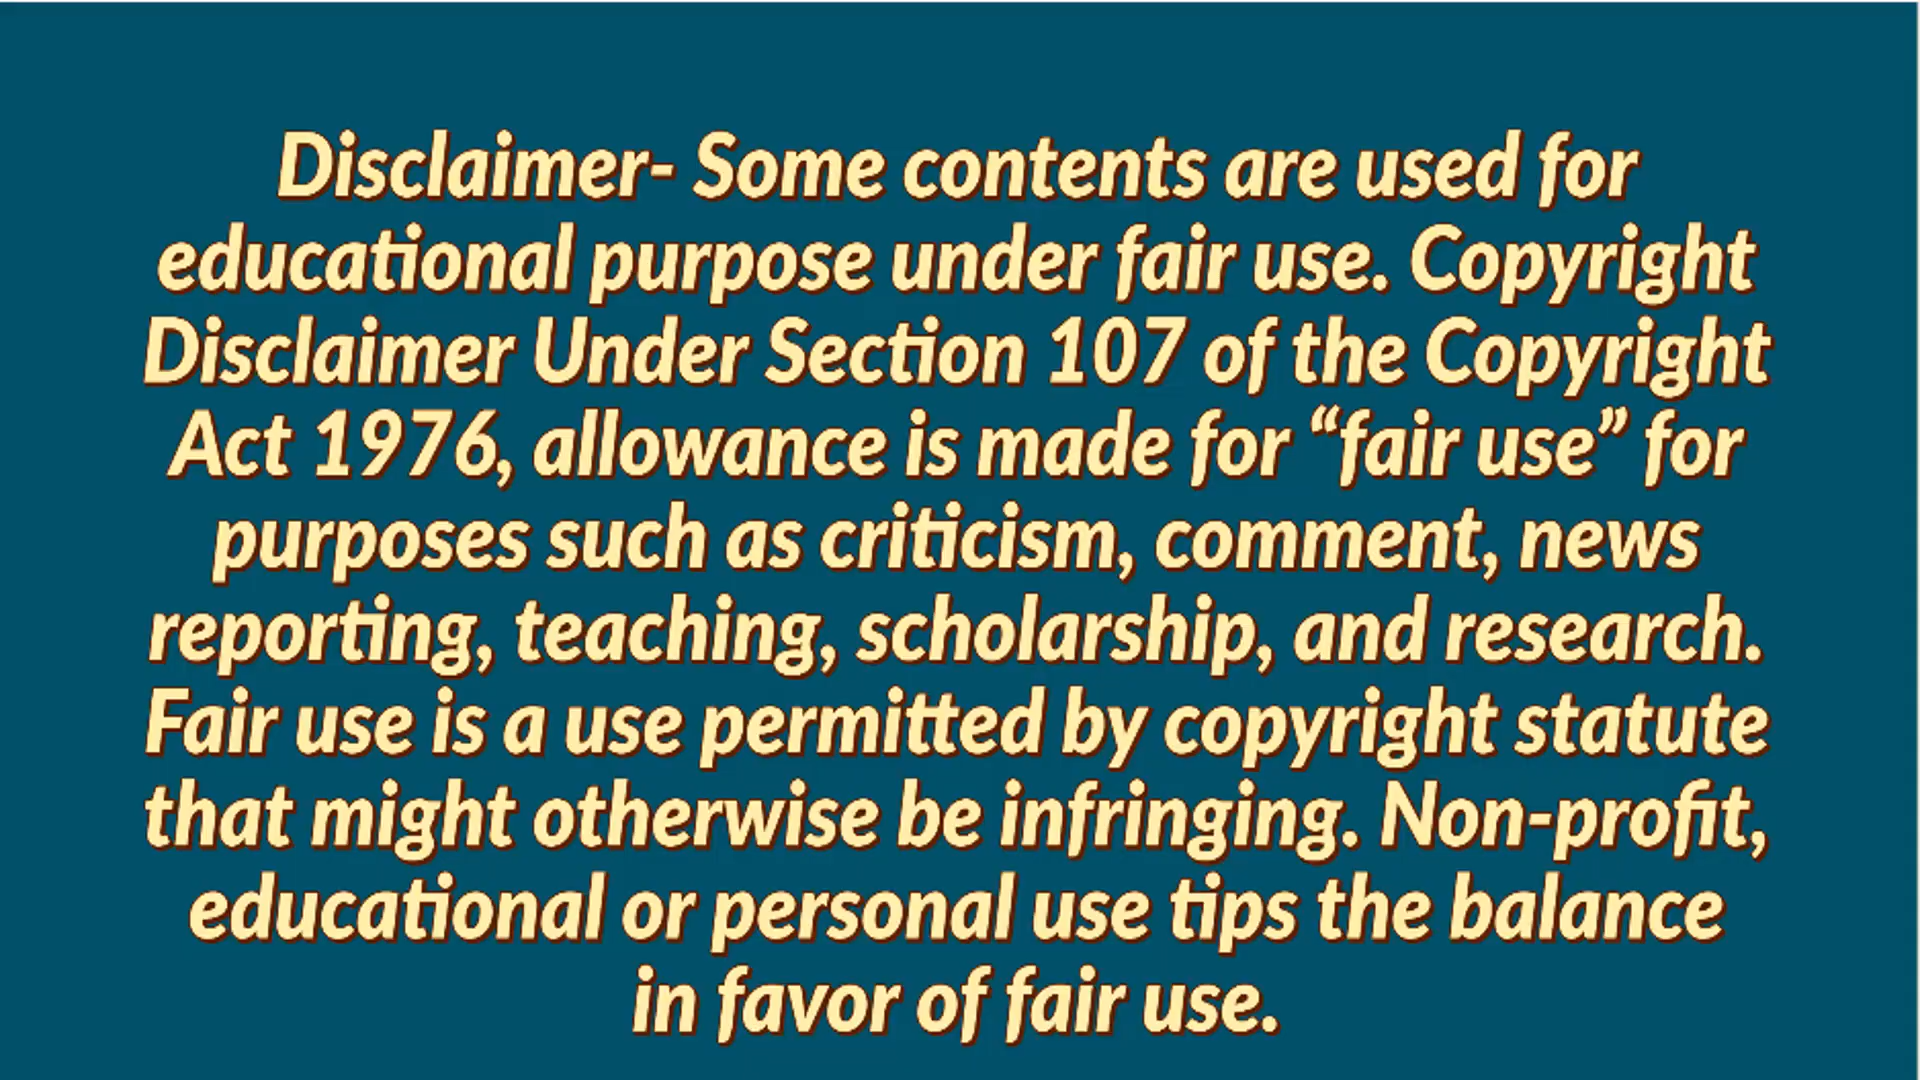 Disclaimer- Some contents are used for
educational purpose under fair use. Copyright
Disclaimer Under Section 107 of the Copyright
Act 1976, allowance is made for “fair use” for
purposes such as criticism, comment, news
reporting, teaching, scholarship, and research.
Fair use is a use permitted by copyright statute
that might otherwise be infringing. Non-profit,
educational or personal use tips the balance
in favor of fair use.